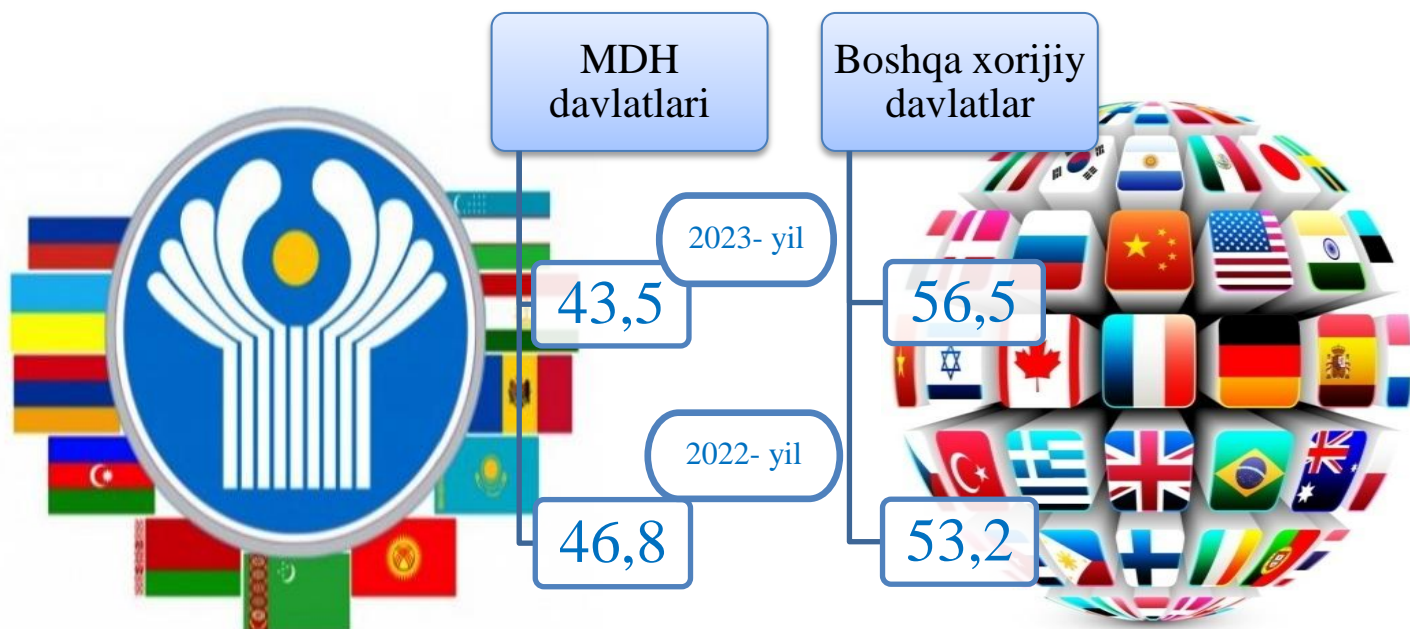 MDH
davlatlari
Boshqa xorijiy
davlatlar
2023- yil
43,5
56,5
2022- yil
46,8
53,2